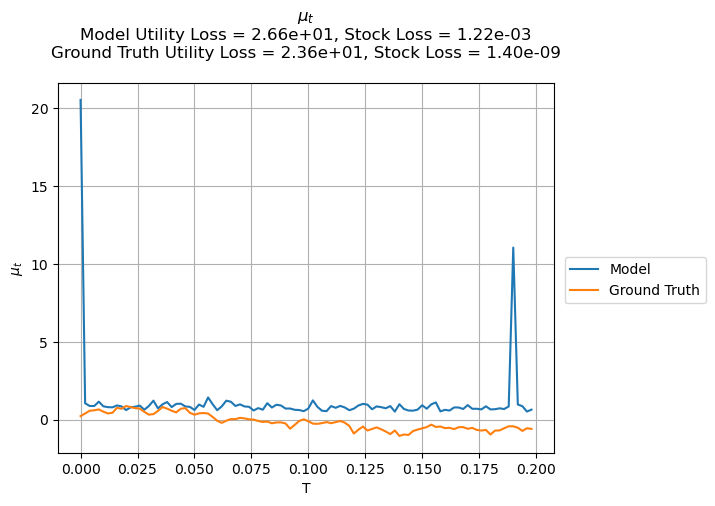 μt
Model Utility Loss = 2.66e+01, Stock Loss = 1.22e-03
Ground Truth Utility Loss = 2.36e+01, Stock Loss = 1.40e-09
20
15
10
5
0
μt
0.000 0.025 0.050 0.075 0.100 0.125 0.150 0.175 0.200
T
Model
Ground Truth